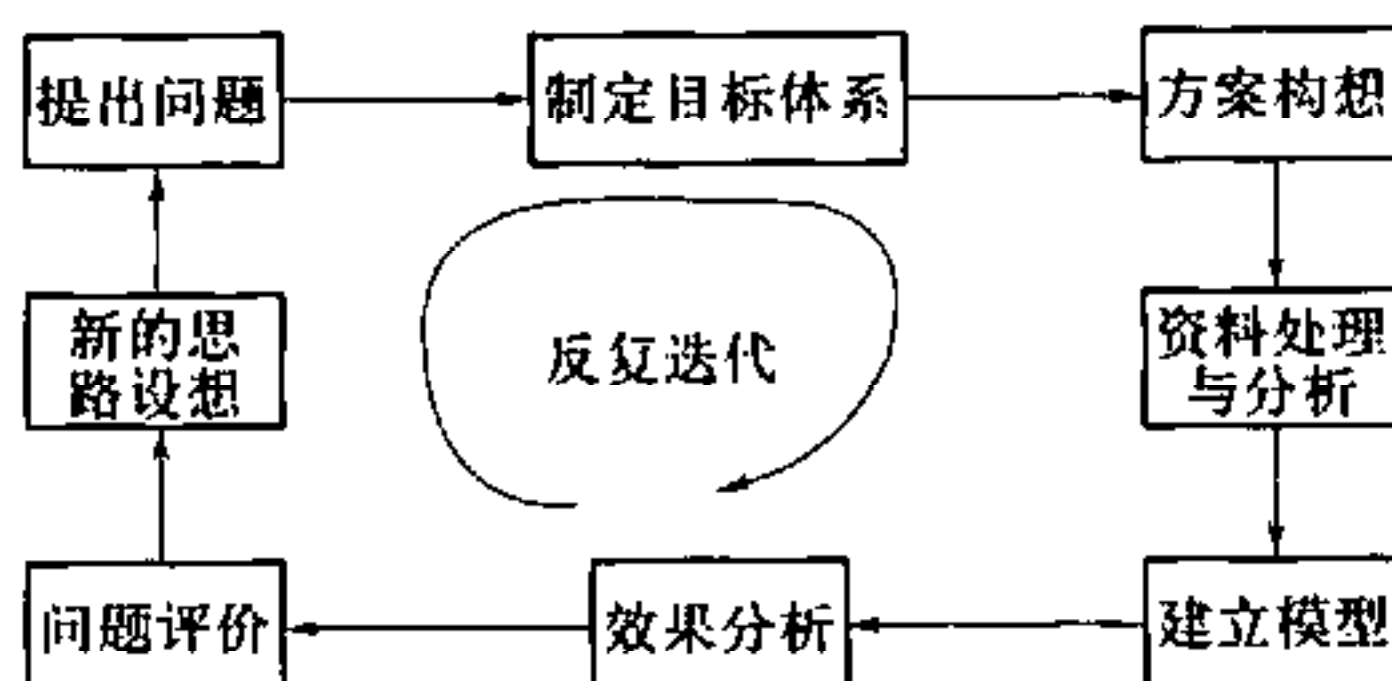 提出问题
制定目标体系
方案构想
新的思
路设想
反复迭代
资料处理
与分析
问题评价
效果分析
建立模型